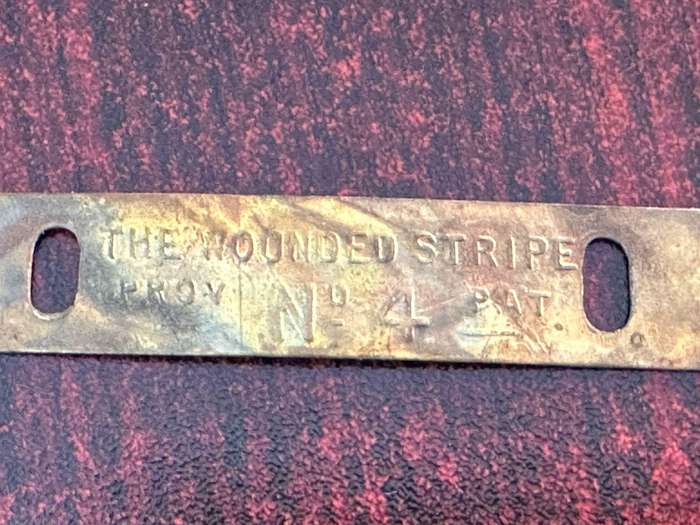 THE WOUNDED STRIPE
PROV Nº 4 PAT